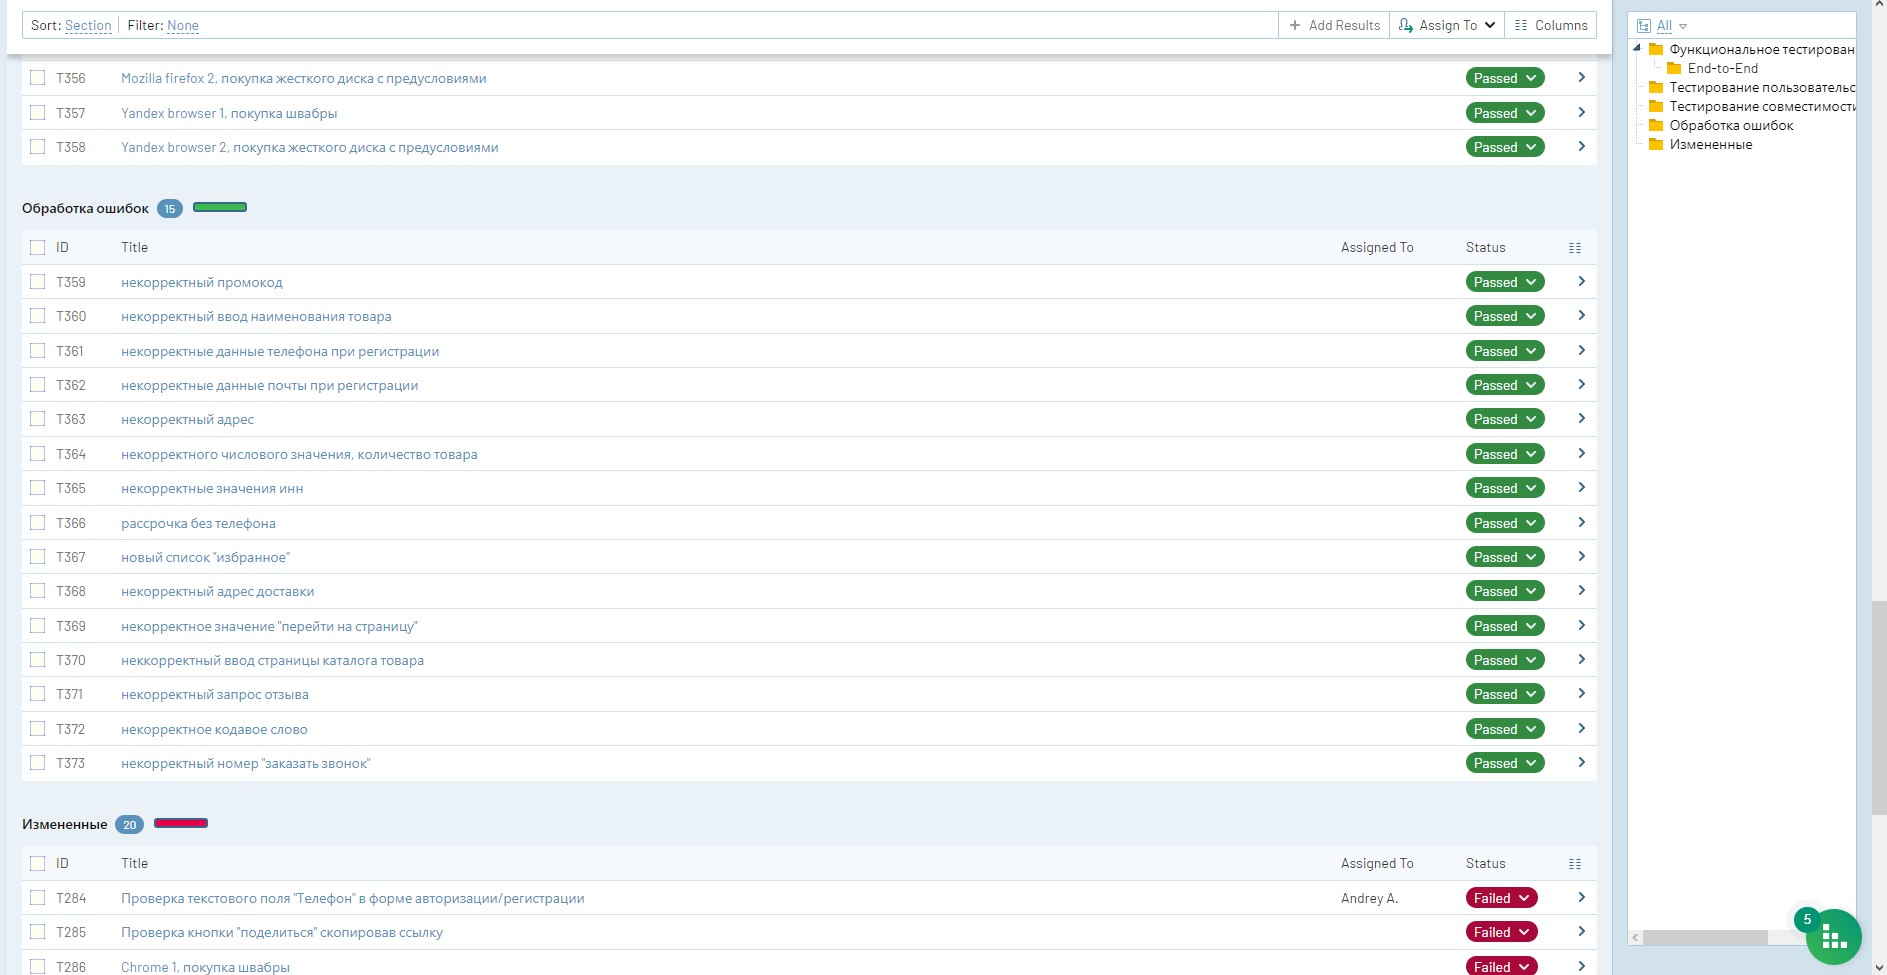 Sort: Section Filter: None Add Results Assign To Columns
T356 Mozilla firefox 2, покупка жесткого диска с предусловиями Passed
T357 Yandex browser 1, покупка швабры Passed
T358 Yandex browser 2, покупка жесткого диска с предусловиями Passed
Обработка ошибок 15
ID Title Assigned To Status
T359 некорректный промокод Passed
T360 некорректный ввод наименования товара Passed
T361 некорректные данные телефона при регистрации Passed
T362 некорректные данные почты при регистрации Passed
T363 некорректный адрес Passed
T364 некорректного числового значения, количество товара Passed
T365 некорректные значения инн Passed
T366 рассрочка без телефона Passed
T367 новый список "избранное" Passed
T368 некорректный адрес доставки Passed
T369 некорректное значение "перейти на страницу" Passed
T370 неккорректный ввод страницы каталога товара Passed
T371 некорректный запрос отзыва Passed
T372 некорректное кодавое слово Passed
T373 некорректный номер "заказать звонок" Passed
Измененные 20
ID Title Assigned To Status
T284 Проверка текстового поля "Телефон" в форме авторизации/регистрации Andrey A. Failed
T285 Проверка кнопки "поделиться" скопировав ссылку Failed
T286 Chrome 1, покупка швабры Failed
All
Функциональное тестирован
End-to-End
Тестирование пользовательс
Тестирование совместимости
Обработка ошибок
Измененные
5